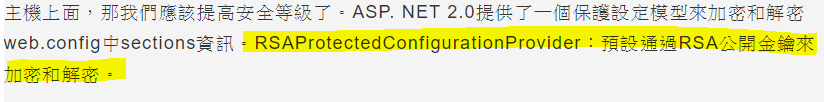 主機上面，那我們應該提高安全等級了。ASP. NET 2.0提供了一個保護設定模型來加密和解密
web.config中sections資訊。RSAProtectedConfigurationProvider：預設通過RSA公開金鑰來
加密和解密。